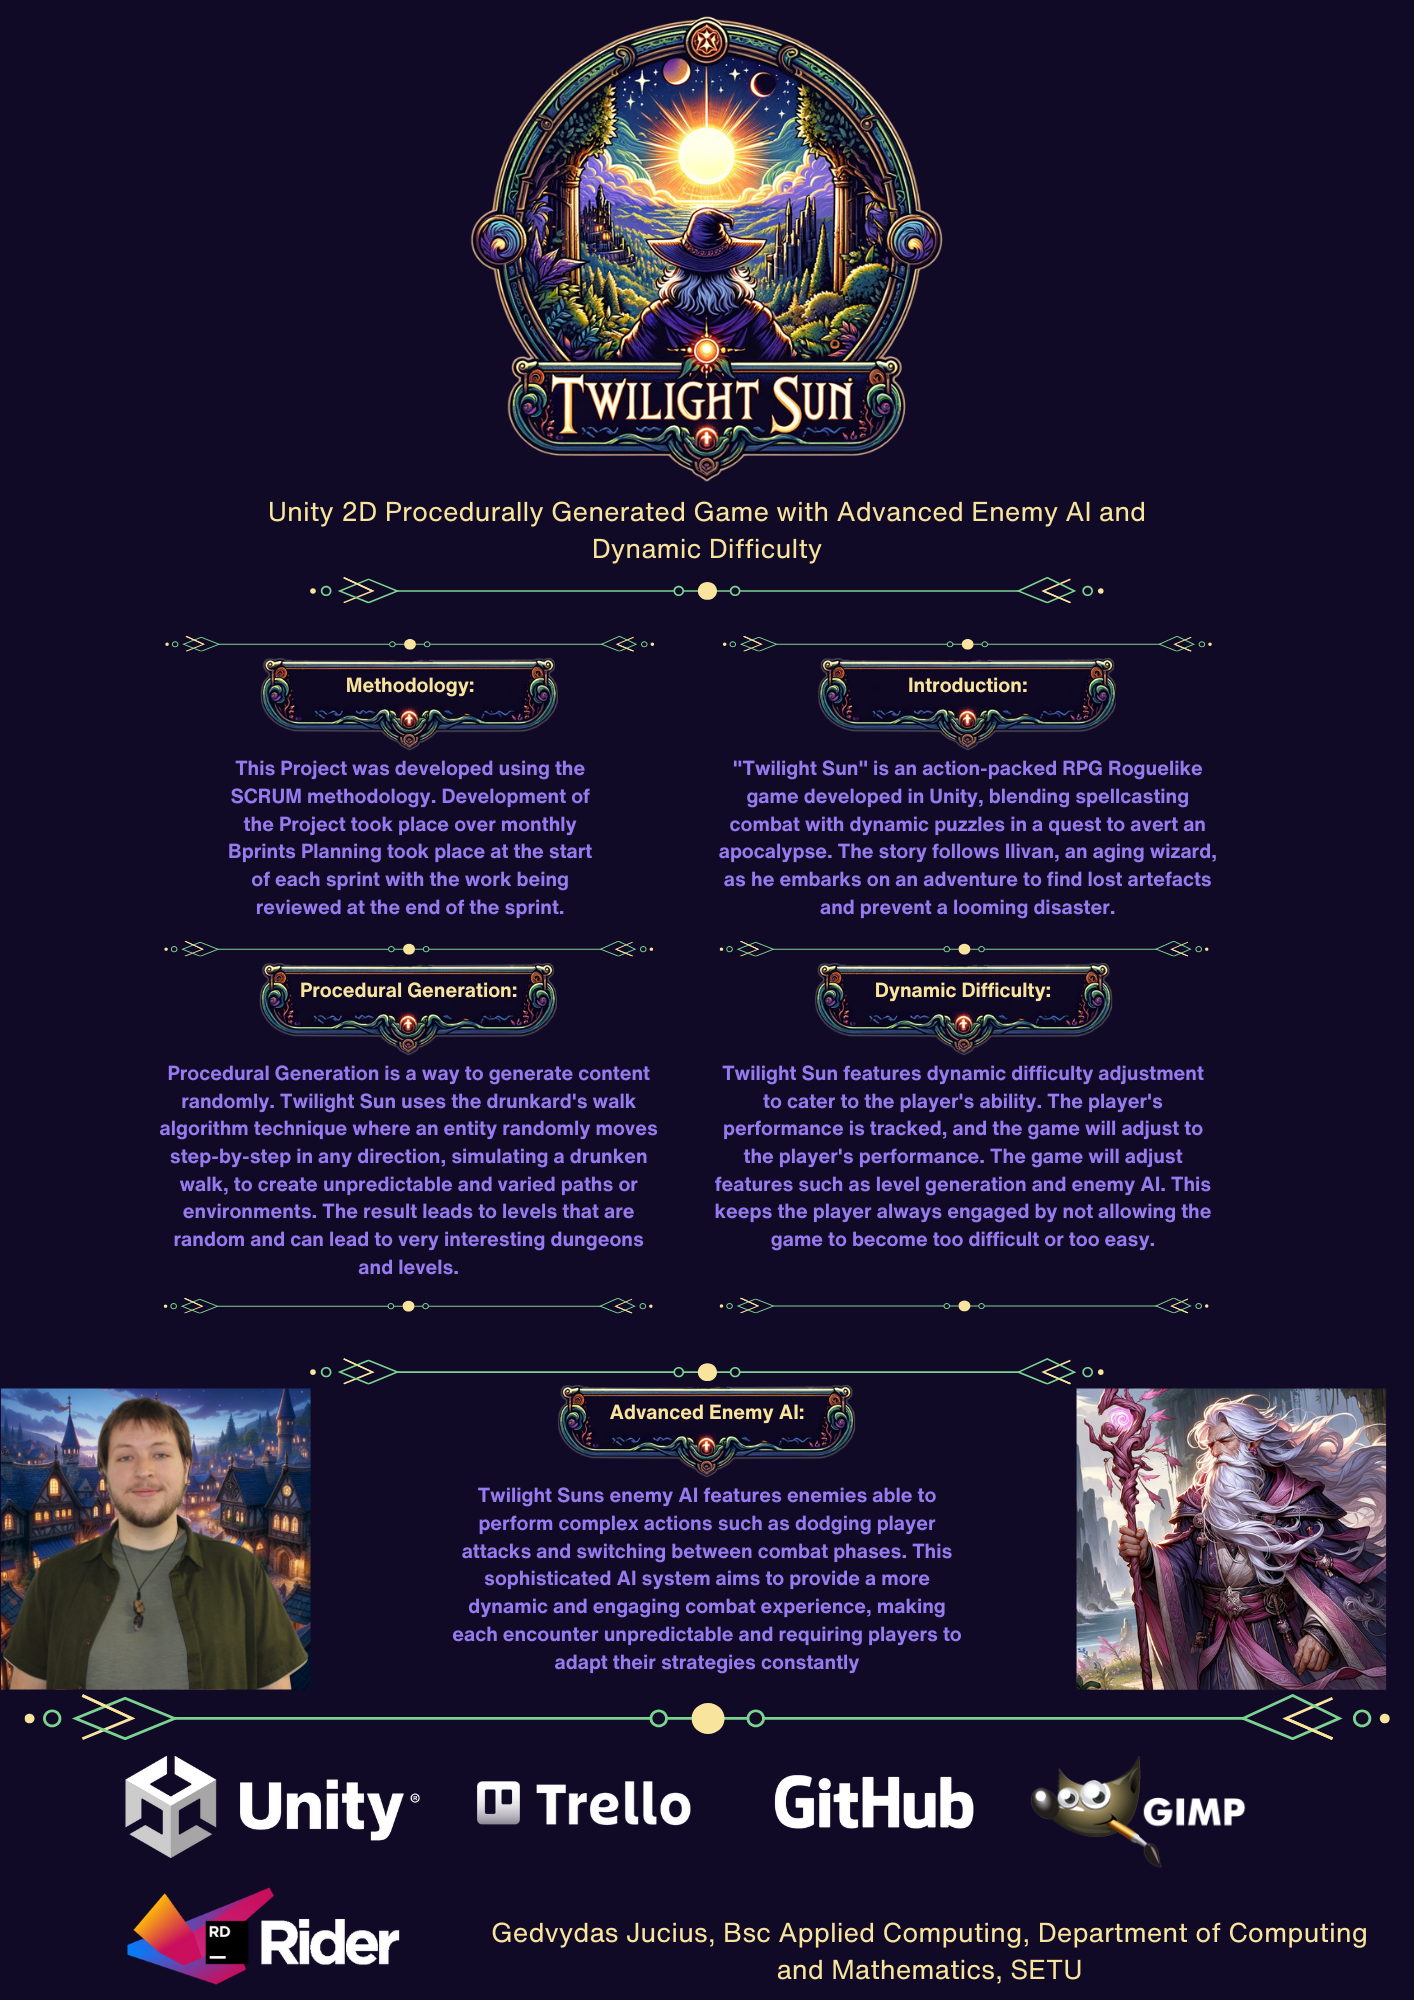 TWILIGHT SUN
Unity 2D Procedurally Generated Game with Advanced Enemy AI and
Dynamic Difficulty
Methodology:
This Project was developed using the
SCRUM methodology. Development of
the Project took place over monthly
Bprints Planning took place at the start
of each sprint with the work being
reviewed at the end of the sprint.
Introduction:
"Twilight Sun" is an action-packed RPG Roguelike
game developed in Unity, blending spellcasting
combat with dynamic puzzles in a quest to avert an
apocalypse. The story follows Ilivan, an aging wizard,
as he embarks on an adventure to find lost artefacts
and prevent a looming disaster.
Procedural Generation:
Procedural Generation is a way to generate content
randomly. Twilight Sun uses the drunkard's walk
algorithm technique where an entity randomly moves
step-by-step in any direction, simulating a drunken
walk, to create unpredictable and varied paths or
environments. The result leads to levels that are
random and can lead to very interesting dungeons
and levels.
Dynamic Difficulty:
Twilight Sun features dynamic difficulty adjustment
to cater to the player's ability. The player's
performance is tracked, and the game will adjust to
the player's performance. The game will adjust
features such as level generation and enemy AI. This
keeps the player always engaged by not allowing the
game to become too difficult or too easy.
Advanced Enemy AI:
Twilight Suns enemy AI features enemies able to
perform complex actions such as dodging player
attacks and switching between combat phases. This
sophisticated AI system aims to provide a more
dynamic and engaging combat experience, making
each encounter unpredictable and requiring players to
adapt their strategies constantly
Unity®
Trello
GitHub
GIMP
RD
Rider
Gedvydas Jucius, Bsc Applied Computing, Department of Computing
and Mathematics, SETU